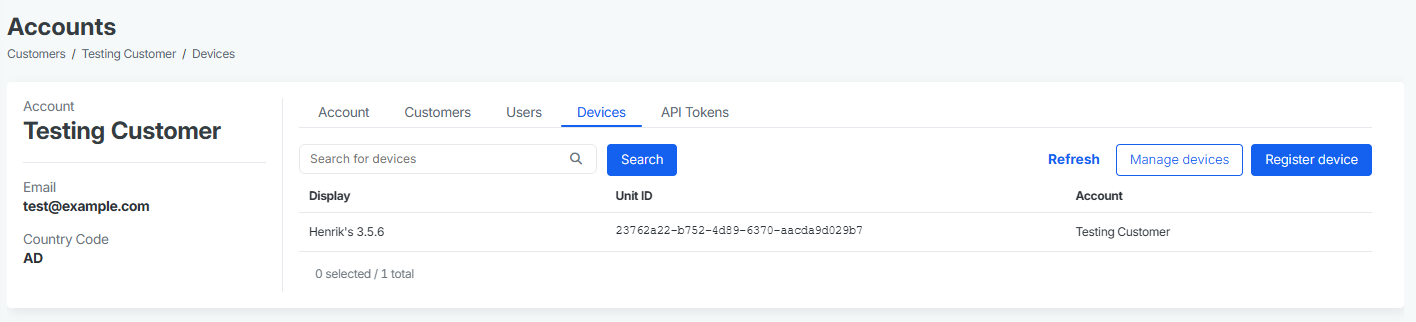 Accounts
Customers / Testing Customer / Devices
Account
Testing Customer
Email
test@example.com
Country Code
AD
Account Customers Users Devices API Tokens
Search for devices Search Refresh Manage devices Register device
Display Unit ID Account
Henrik's 3.5.6 23762a22-b752-4d89-6370-aacda9d029b7 Testing Customer
0 selected / 1 total